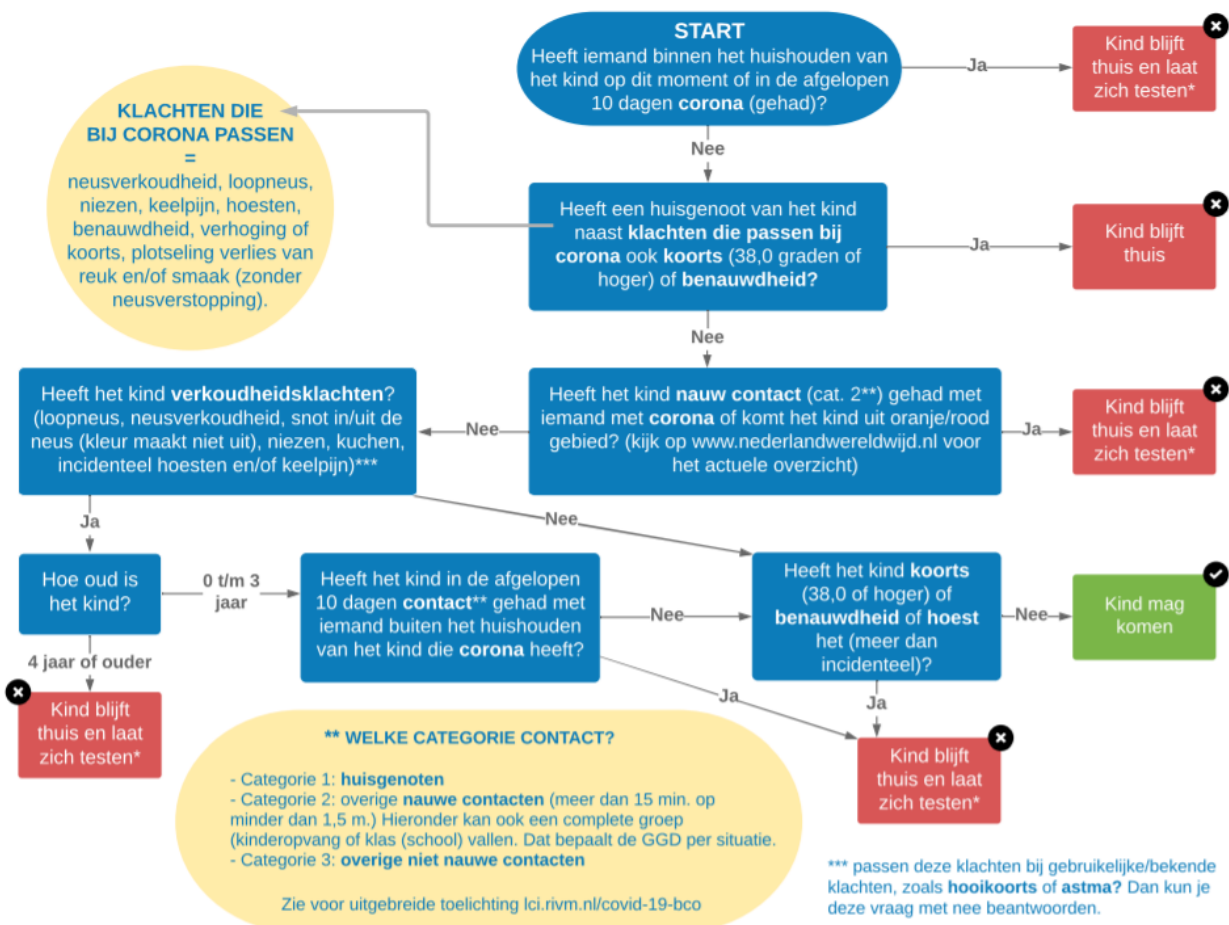 START
Heeft iemand binnen het huishouden van
het kind op dit moment of in de afgelopen
10 dagen corona (gehad)?
Ja
Kind blijft
thuis en laat
zich testen*
Nee
KLACHTEN DIE
BIJ CORONA PASSEN
=
neusverkoudheid, loopneus,
niezen, keelpijn, hoesten,
benauwdheid, verhoging of
koorts, plotseling verlies van
reuk en/of smaak (zonder
neusverstopping).
Heeft een huisgenoot van het kind
naast klachten die passen bij
corona ook koorts (38,0 graden of
hoger) of benauwdheid?
Ja
Kind blijft
thuis
Nee
Heeft het kind nauw contact (cat. 2**) gehad met
iemand met corona of komt het kind uit oranje/rood
gebied? (kijk op www.nederlandwereldwijd.nl voor
het actuele overzicht)
Ja
Kind blijft
thuis en laat
zich testen*
Nee
Heeft het kind verkoudheidsklachten?
(loopneus, neusverkoudheid, snot in/uit de
neus (kleur maakt niet uit), niezen, kuchen,
incidenteel hoesten en/of keelpijn)***
Ja
Nee
Hoe oud is
het kind?
0 t/m 3
jaar
4 jaar of ouder
Kind blijft
thuis en laat
zich testen*
Heeft het kind in de afgelopen
10 dagen contact** gehad met
iemand buiten het huishouden
van het kind die corona heeft?
Nee
Ja
Heeft het kind koorts
(38,0 of hoger) of
benauwdheid of hoest
het (meer dan
incidenteel)?
Nee
Kind mag
komen
Ja
Kind blijft
thuis en laat
zich testen*
** WELKE CATEGORIE CONTACT?
- Categorie 1: huisgenoten
- Categorie 2: overige nauwe contacten (meer dan 15 min. op
minder dan 1,5 m.) Hieronder kan ook een complete groep
(kinderopvang of klas (school) vallen. Dat bepaalt de GGD per situatie.
- Categorie 3: overige niet nauwe contacten
Zie voor uitgebreide toelichting lci.rivm.nl/covid-19-bco
*** passen deze klachten bij gebruikelijke/bekende
klachten, zoals hooikoorts of astma? Dan kun je
deze vraag met nee beantwoorden.